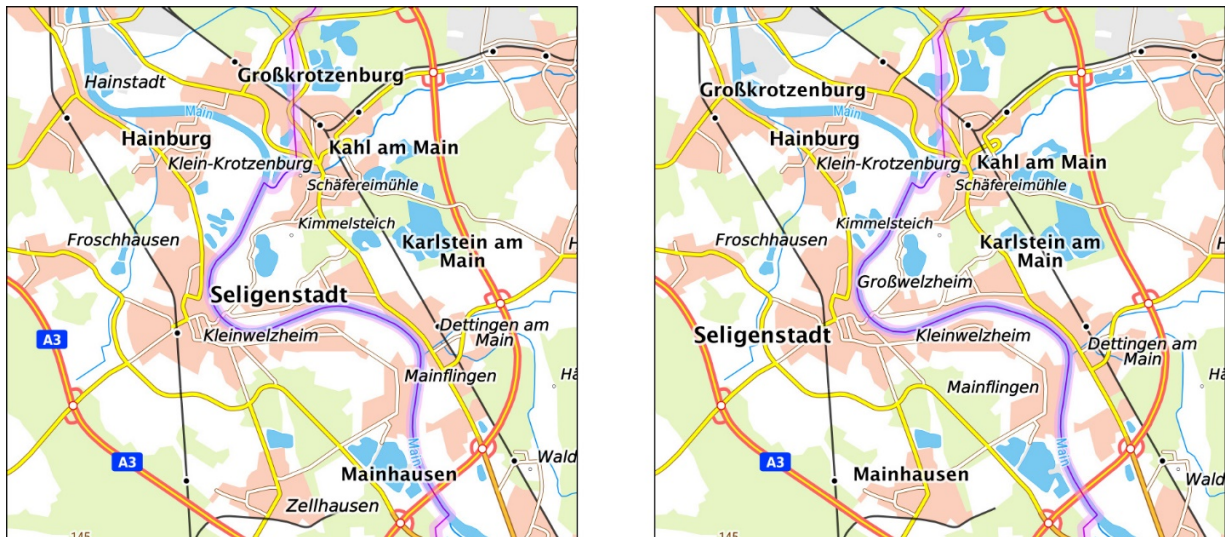 Hainstadt
Großkrotzenburg
Main
Hainburg
Kahl am Main
Klein-Krotzenburg
Schäfereimühle
Kimmelsteich
Froschhausen
Karlstein am
Main
Seligenstadt
A3
Kleinwelzheim
Dettingen am
Main
Mainflingen
Main
A3
Mainhausen
Wald
Zellhausen
145
Großkrotzenburg
Main
Hainburg
Klein-Krotzenburg
Kahl am Main
Schäfereimühle
Kimmelsteich
Froschhausen
Karlstein am
Main
Großwelzheim
Seligenstadt
Kleinwelzheim
Dettingen am
Main
Mainflingen
Main
A3
Mainhausen
Wald
145